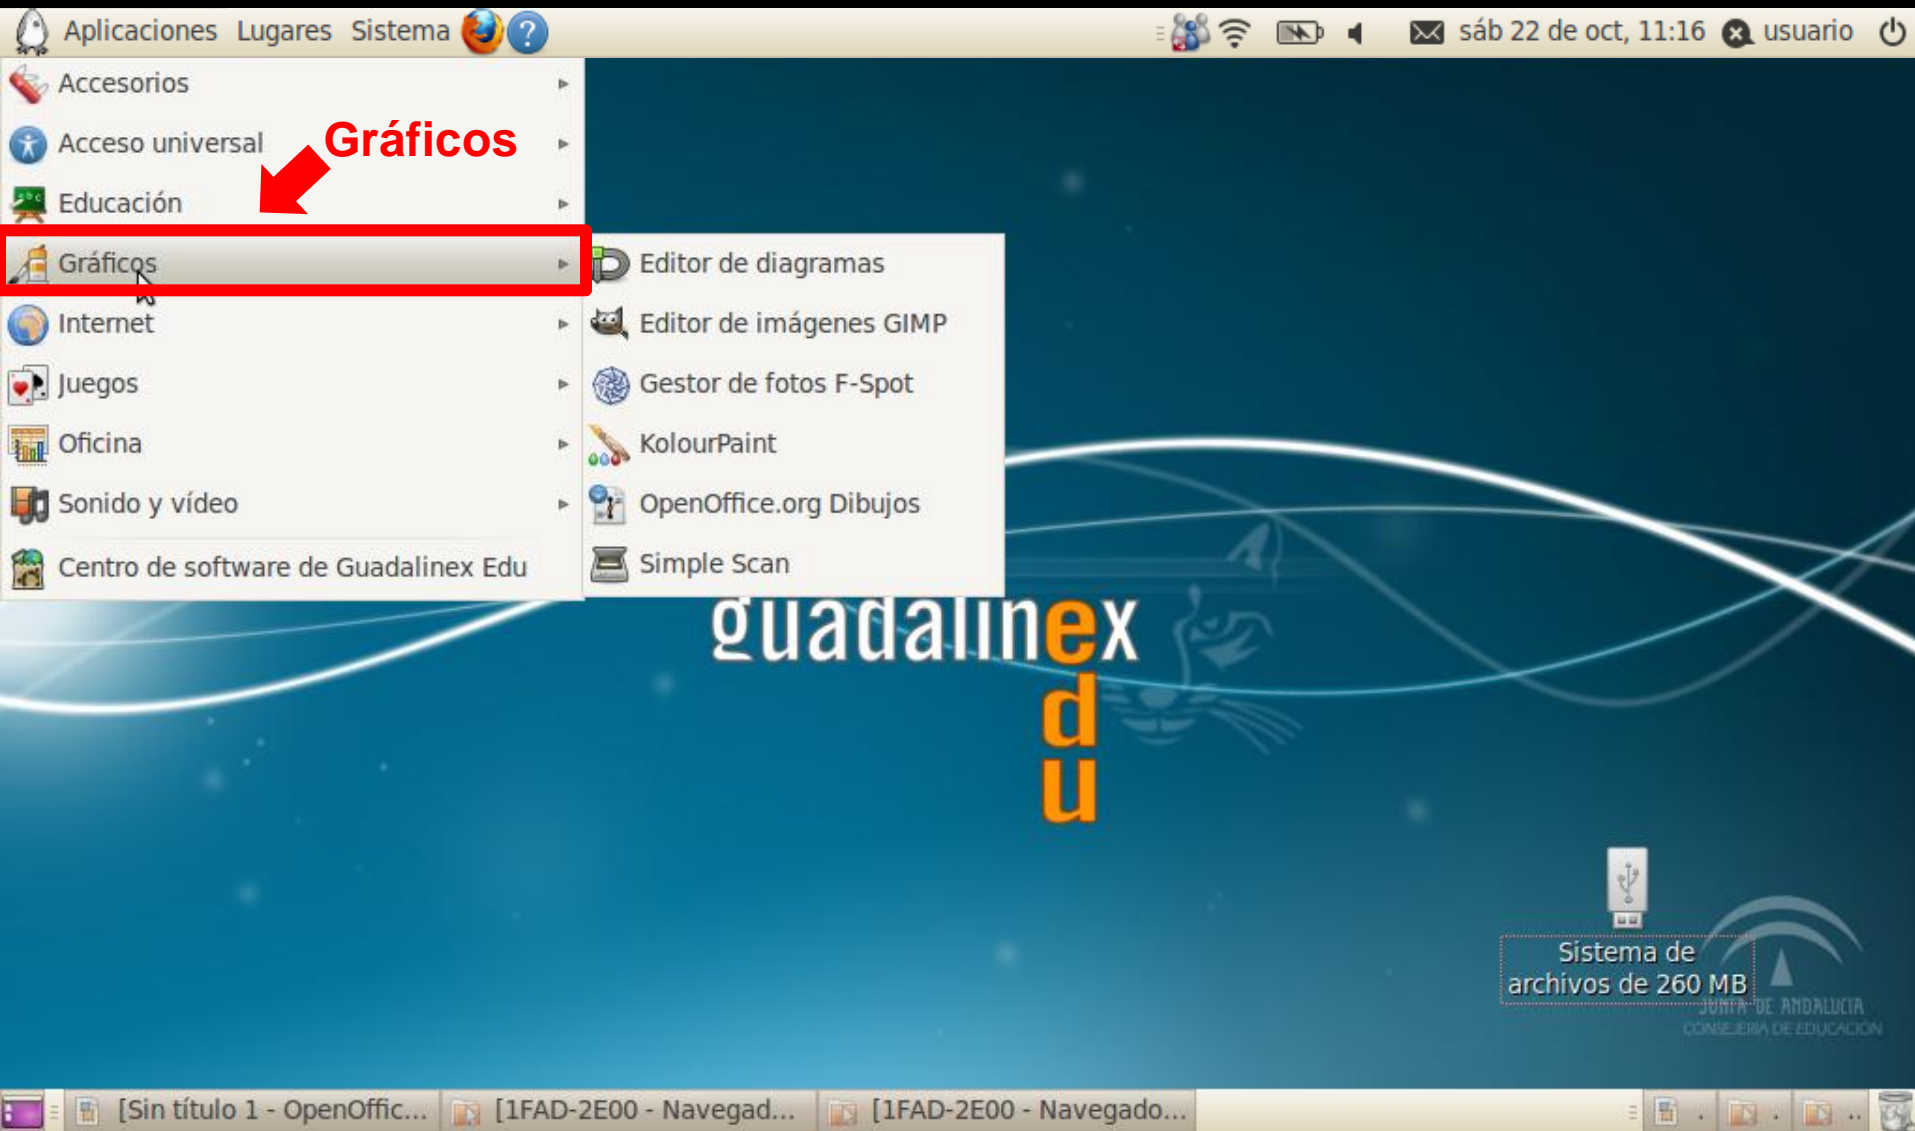 Aplicaciones Lugares Sistema ? sáb 22 de oct, 11:16 usuario
Accesorios
Acceso universal
Gráficos
Educación
Gráficos
Editor de diagramas
Internet
Editor de imágenes GIMP
Juegos
Gestor de fotos F-Spot
Oficina
KolourPaint
Sonido y vídeo
OpenOffice.org Dibujos
Centro de software de Guadalinex Edu
Simple Scan
guadalinex
edu
Sistema de
archivos de 260 MB
JUNTA DE ANDALUCIA
CONSEJERIA DE EDUCACIÓN
[Sin título 1 - OpenOffic... [1FAD-2E00 - Navegad... [1FAD-2E00 - Navegado... . . ..